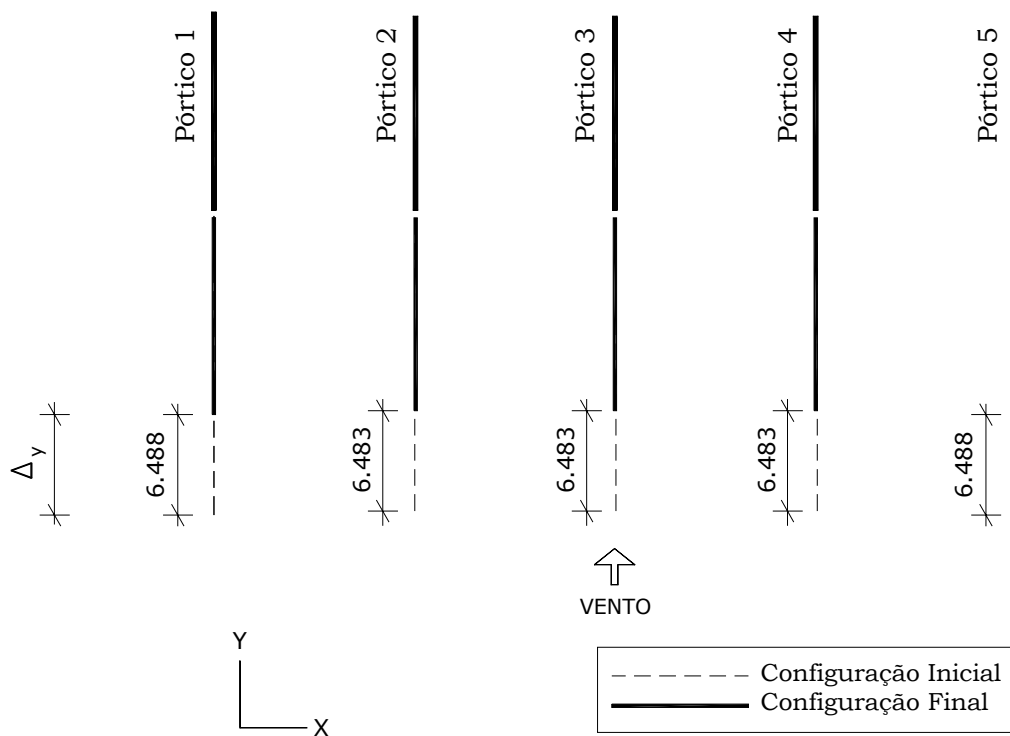 Pórtico 1
Pórtico 2
Pórtico 3
Pórtico 4
Pórtico 5
Δy
6.488
6.483
6.483
6.483
6.488
VENTO
Y
X
Configuração Inicial
Configuração Final